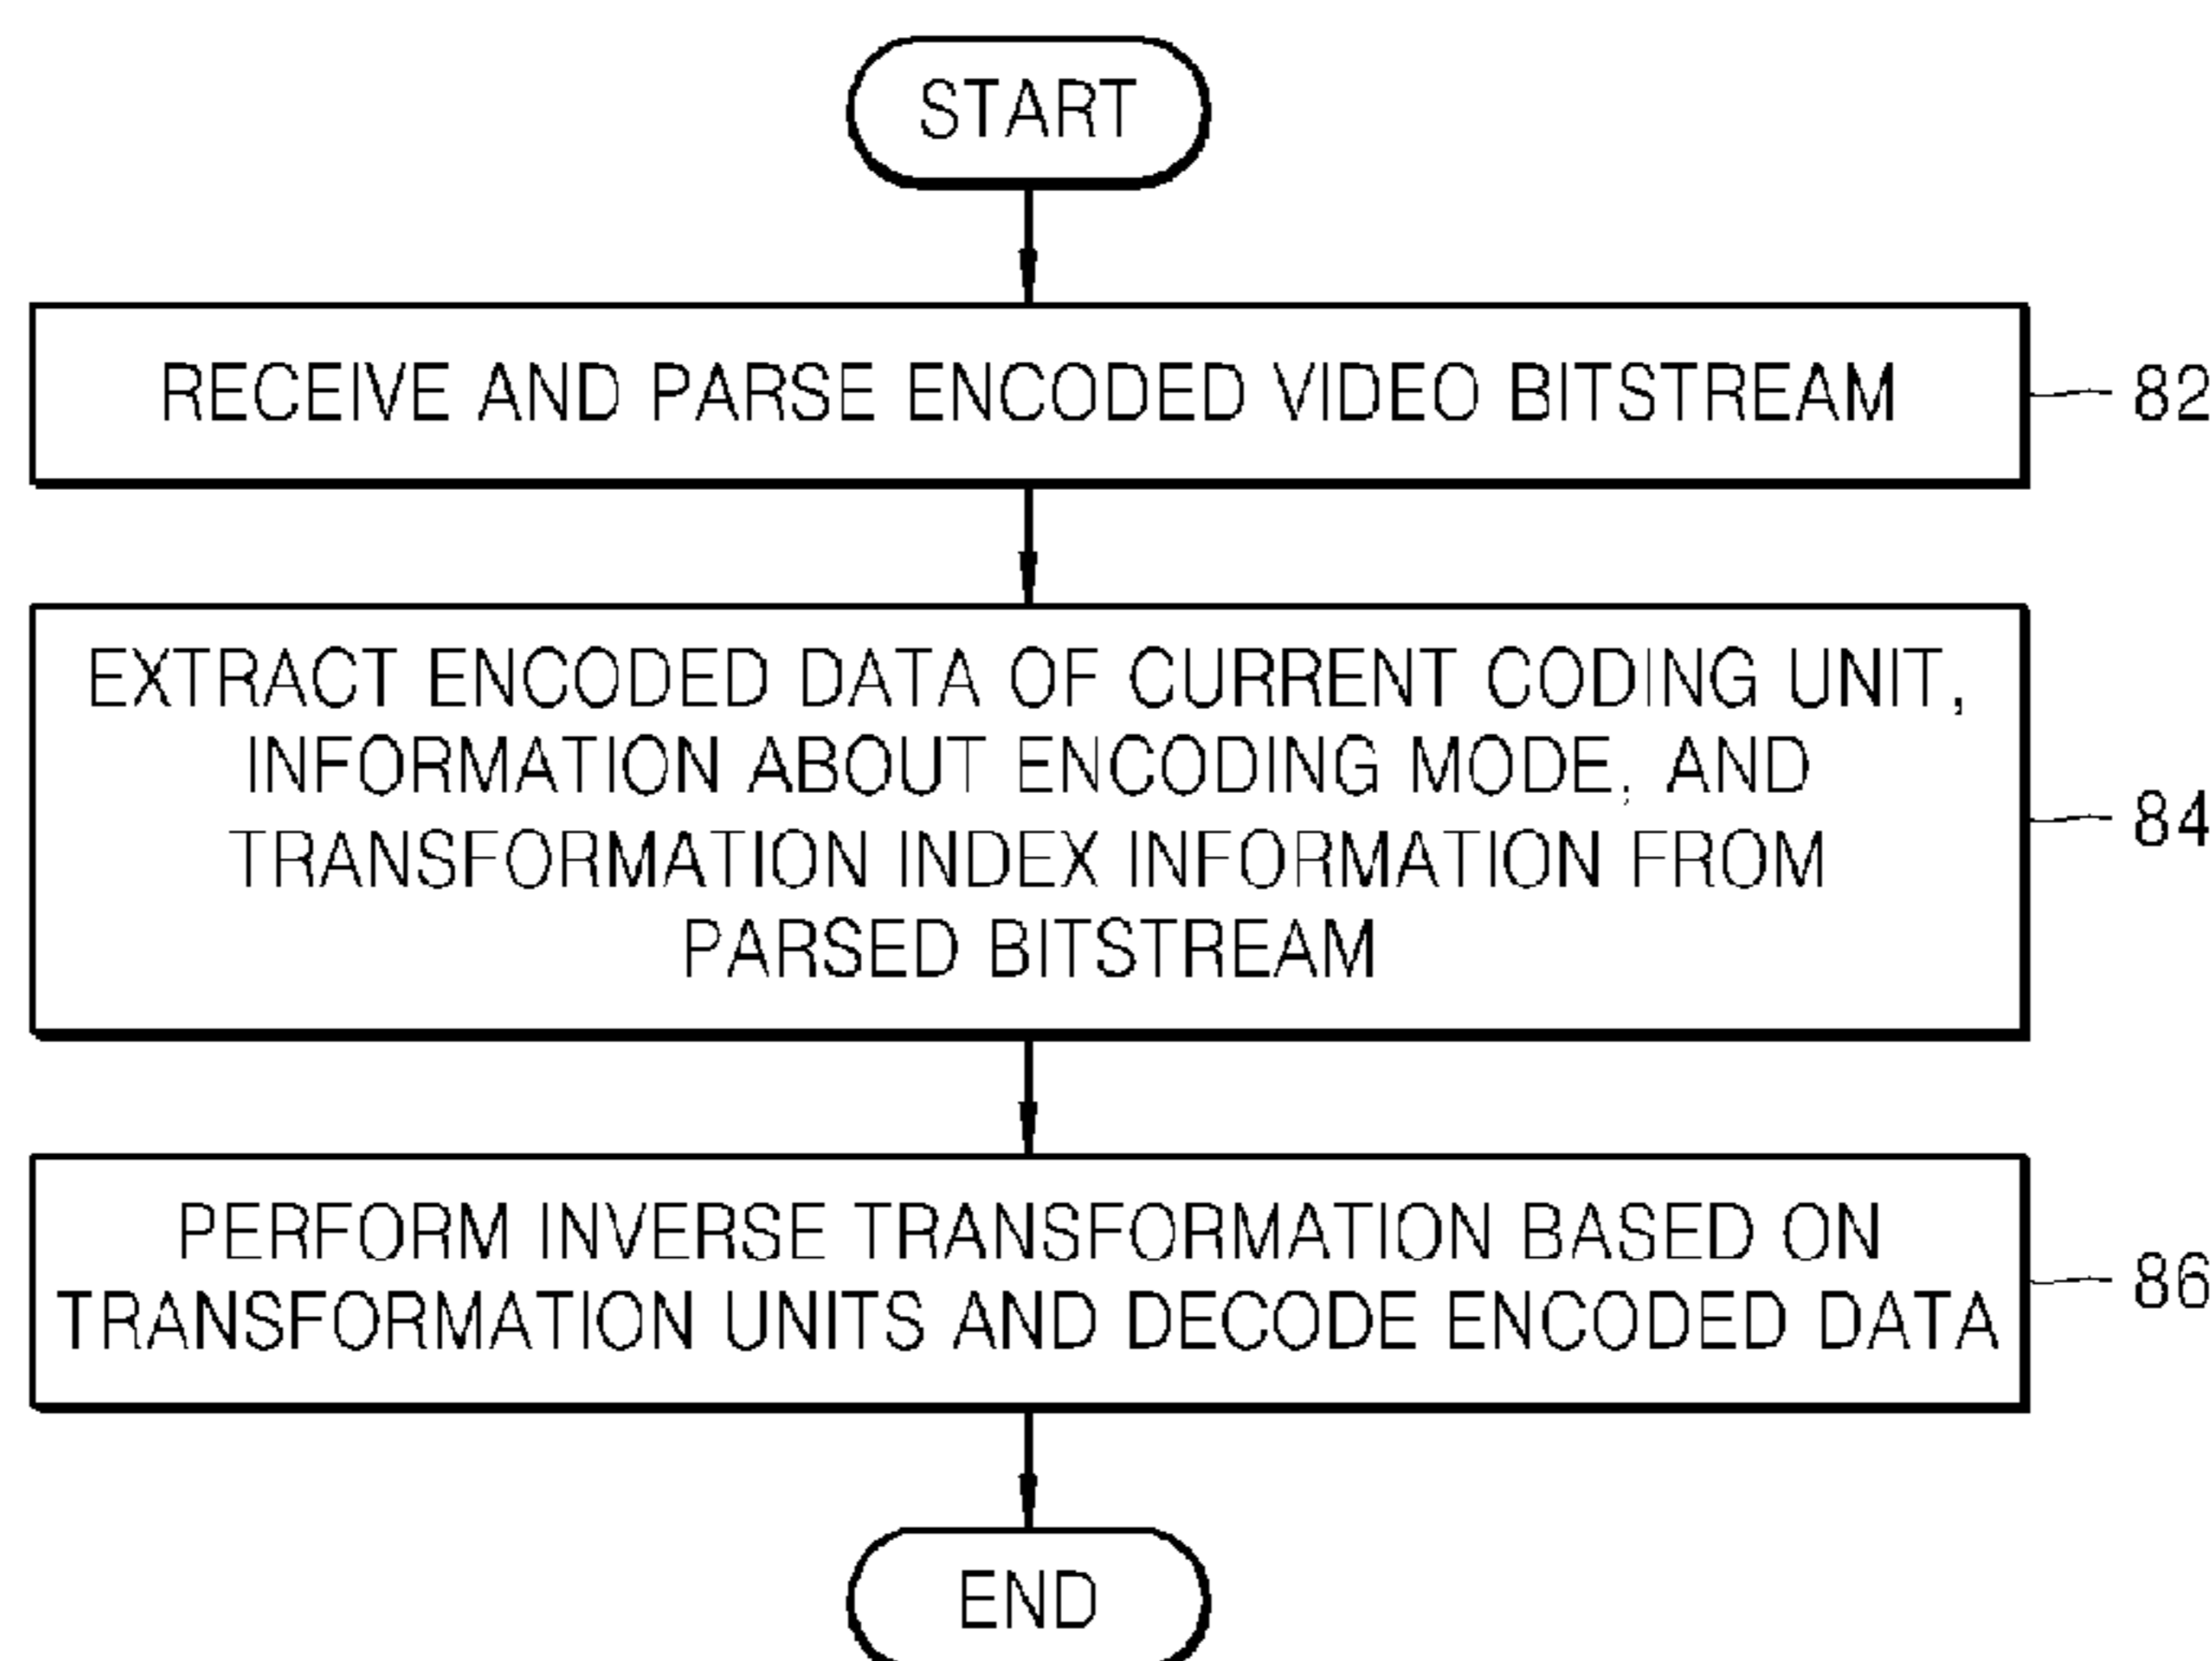 START
RECEIVE AND PARSE ENCODED VIDEO BITSTREAM
82
EXTRACT ENCODED DATA OF CURRENT CODING UNIT,
INFORMATION ABOUT ENCODING MODE, AND
TRANSFORMATION INDEX INFORMATION FROM
PARSED BITSTREAM
84
PERFORM INVERSE TRANSFORMATION BASED ON
TRANSFORMATION UNITS AND DECODE ENCODED DATA
86
END